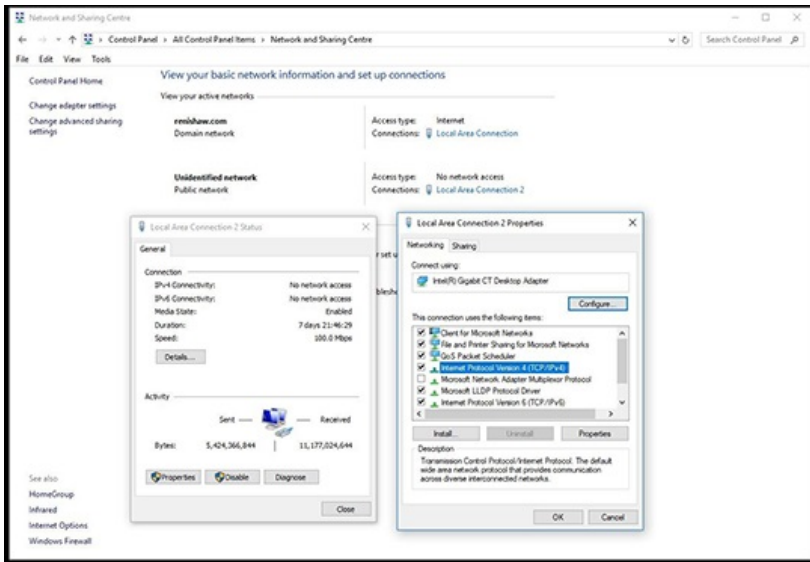 Network and Sharing Centre
Control Panel > All Control Panel Items > Network and Sharing Centre
Search Control Panel
File Edit View Tools
Control Panel Home
Change adapter settings
Change advanced sharing
settings
View your basic network information and set up connections
View your active networks
renishaw.com
Domain network
Access type: Internet
Connections: Local Area Connection
Unidentified network
Public network
Access type: No network access
Connections: Local Area Connection 2
r set u
bleshe
Local Area Connection 2 Status
General
Connection
IPv4 Connectivity: No network access
IPv6 Connectivity: No network access
Media State: Enabled
Duration: 7 days 21:46:29
Speed: 100.0 Mbps
Details...
Activity
Sent Received
Bytes: 5,424,366,844 11,177,024,644
Properties Disable Diagnose
Close
Local Area Connection 2 Properties
Networking Sharing
Connect using:
Intel(R) Gigabit CT Desktop Adapter
Configure...
This connection uses the following items:
Client for Microsoft Networks
File and Printer Sharing for Microsoft Networks
QoS Packet Scheduler
Internet Protocol Version 4 (TCP/IPv4)
Microsoft Network Adapter Multiplexor Protocol
Microsoft LLDP Protocol Driver
Internet Protocol Version 6 (TCP/IPv6)
Install... Uninstall Properties
Description
Transmission Control Protocol/Internet Protocol. The default
wide area network protocol that provides communication
across diverse interconnected networks.
OK Cancel
See also
HomeGroup
Infrared
Internet Options
Windows Firewall